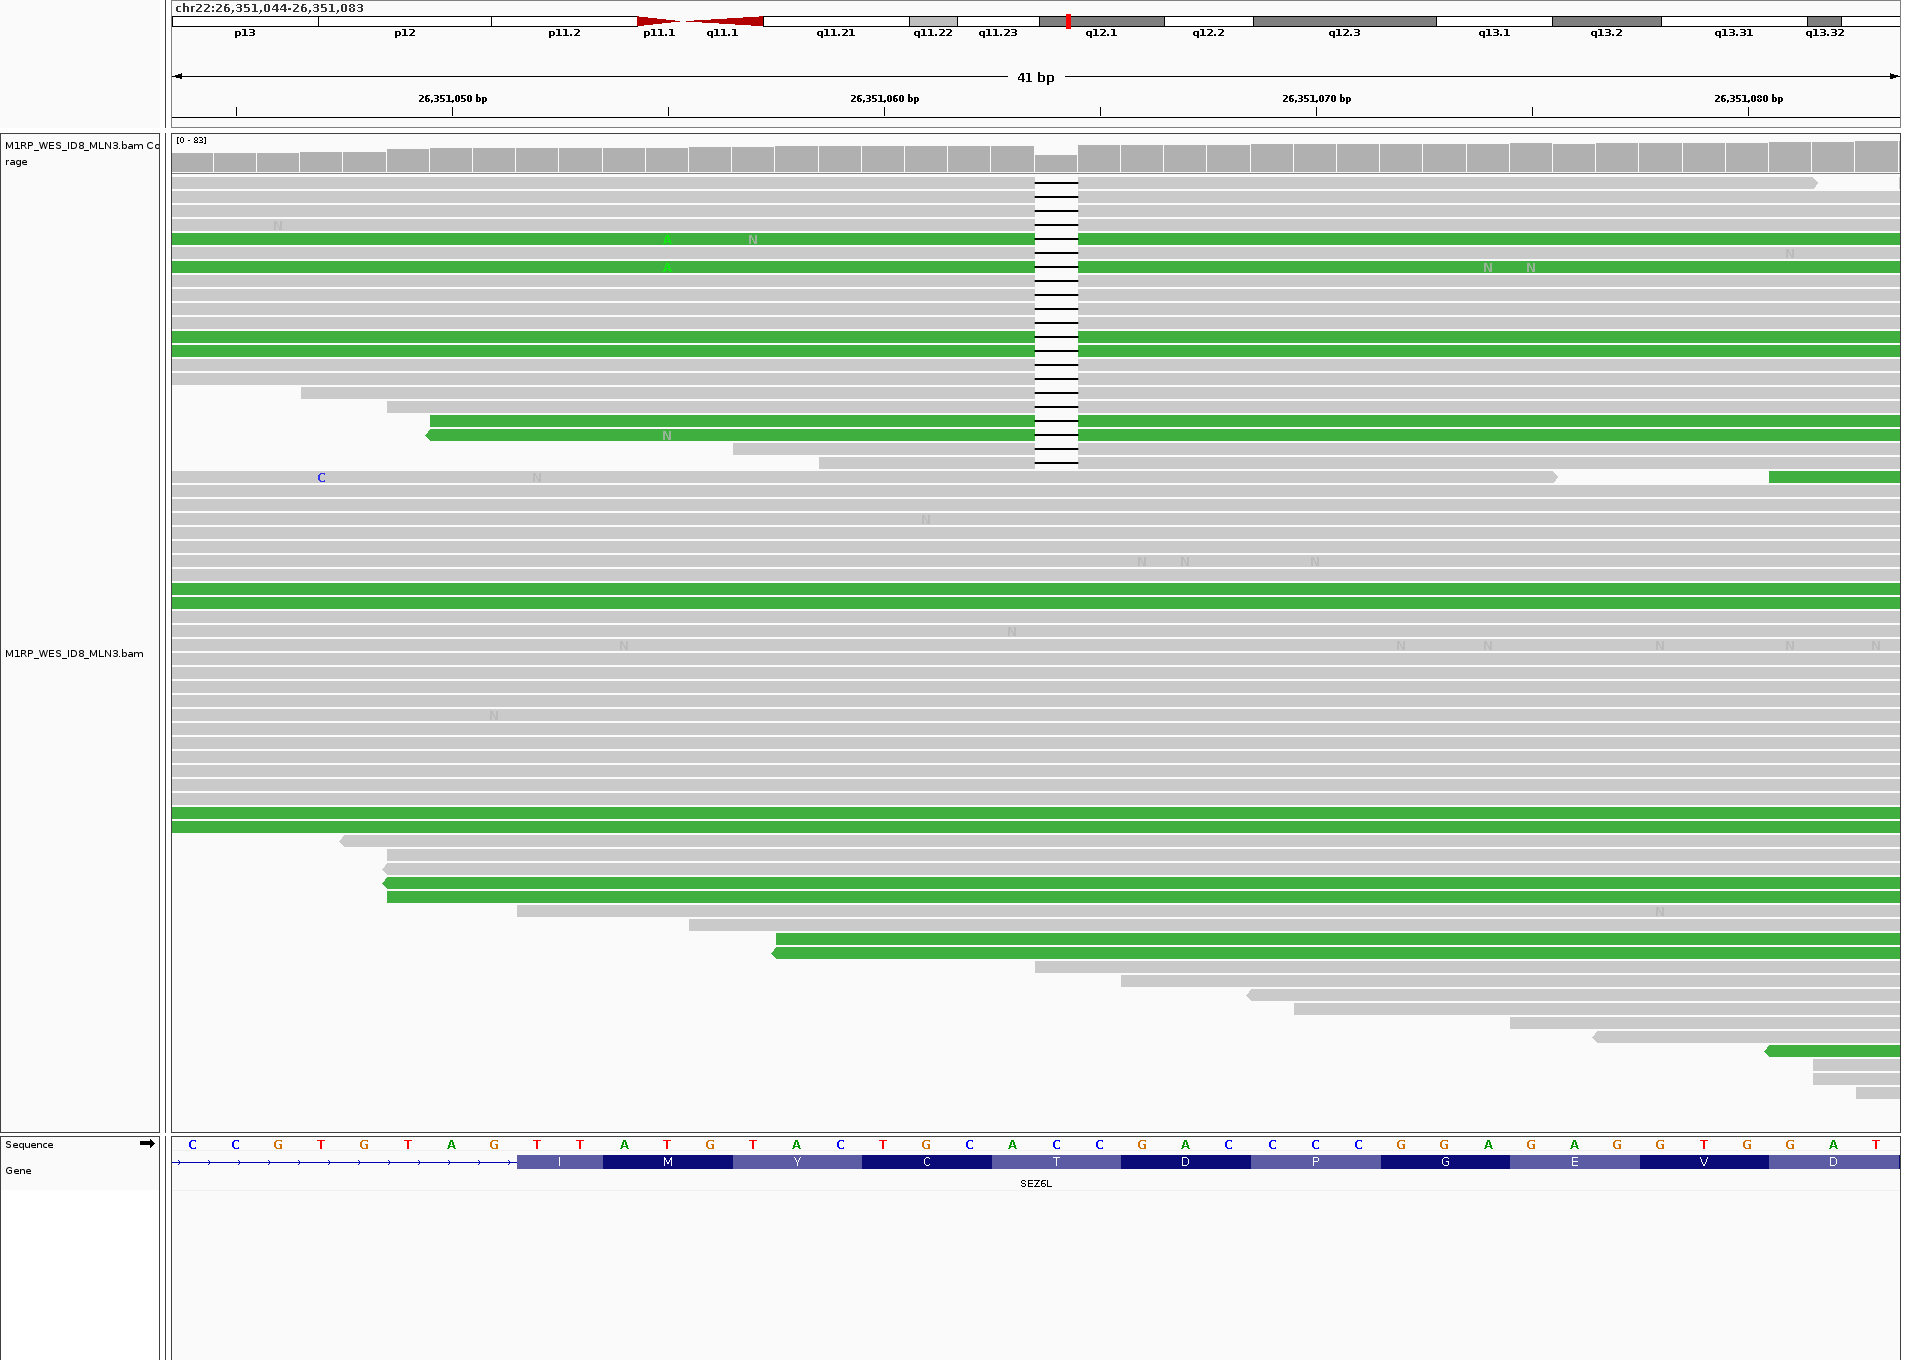 chr22:26,351,044-26,351,083
p13 p12 p11.2 p11.1 q11.1 q11.21 q11.22 q11.23 q12.1 q12.2 q12.3 q13.1 q13.2 q13.31 q13.32
41 bp
26,351,050 bp 26,351,060 bp 26,351,070 bp 26,351,080 bp
[0 - 83]
M1RP_WES_ID8_MLN3.bam Co
rage
N
A N
N
A N N
N
C N
N
N N N
N
N N N N N N
M1RP_WES_ID8_MLN3.bam
N
N
Sequence C C G T G T A G T T A T G T A C T G C A C C G A C C C C G G A G A G G T G G A T
Gene I M Y C T D P G E V D
SEZ6L